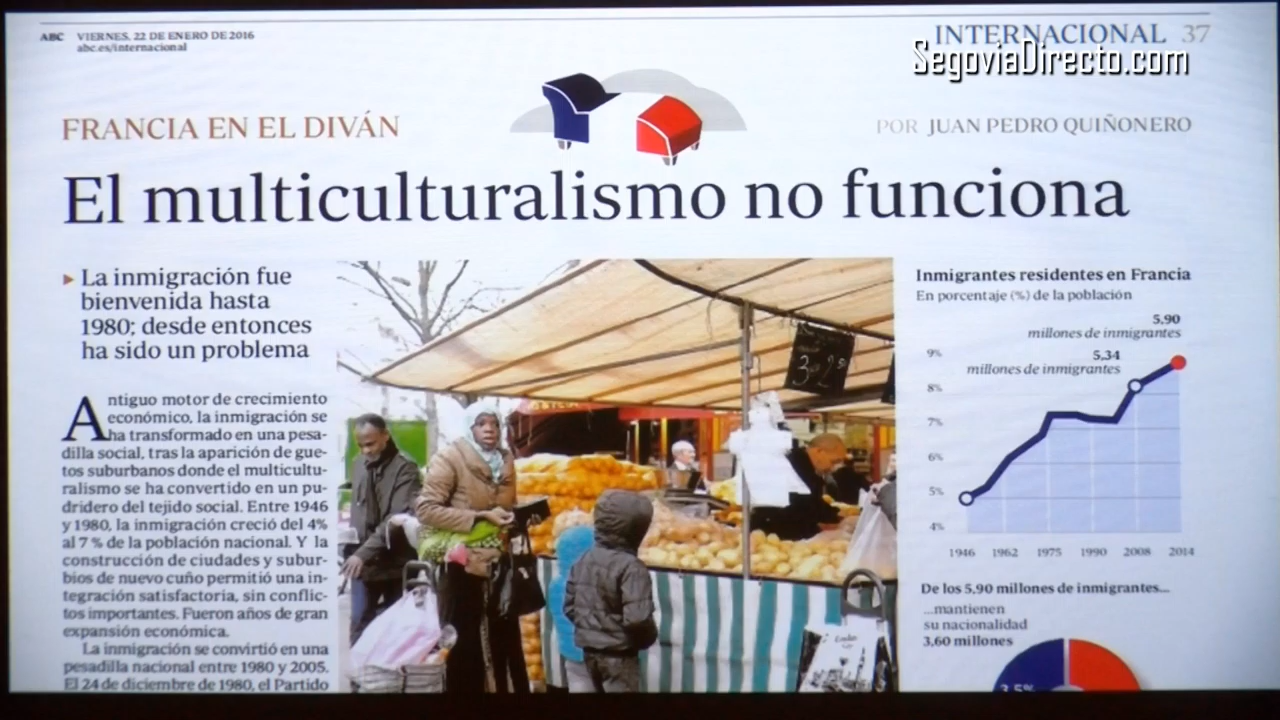 ABC VIERNES, 22 DE ENERO DE 2016
abc.es/internacional
INTERNACIONAL 37
SegoviaDirecto.com
FRANCIA EN EL DIVÁN
POR JUAN PEDRO QUIÑONERO
El multiculturalismo no funciona
La inmigración fue
bienvenida hasta
1980; desde entonces
ha sido un problema
Antiguo motor de crecimiento
económico, la inmigración se
ha transformado en una pesa-
dilla social, tras la aparición de gue-
tos suburbanos donde el multicultu-
ralismo se ha convertido en un pu-
dridero del tejido social. Entre 1946
y 1980, la inmigración creció del 4%
al 7 % de la población nacional. Y la
construcción de ciudades y subur-
bios de nuevo cuño permitió una in-
tegración satisfactoria, sin conflic-
tos importantes. Fueron años de gran
expansión económica.
La inmigración se convirtió en una
pesadilla nacional entre 1980 y 2005.
El 24 de diciembre de 1980, el Partido
Inmigrantes residentes en Francia
En porcentaje (%) de la población
5,90
millones de inmigrantes
5,34
millones de inmigrantes
9%
8%
7%
6%
5%
4%
1946 1962 1975 1990 2008 2014
De los 5,90 millones de inmigrantes...
...mantienen
su nacionalidad
3,60 millones
3,5%